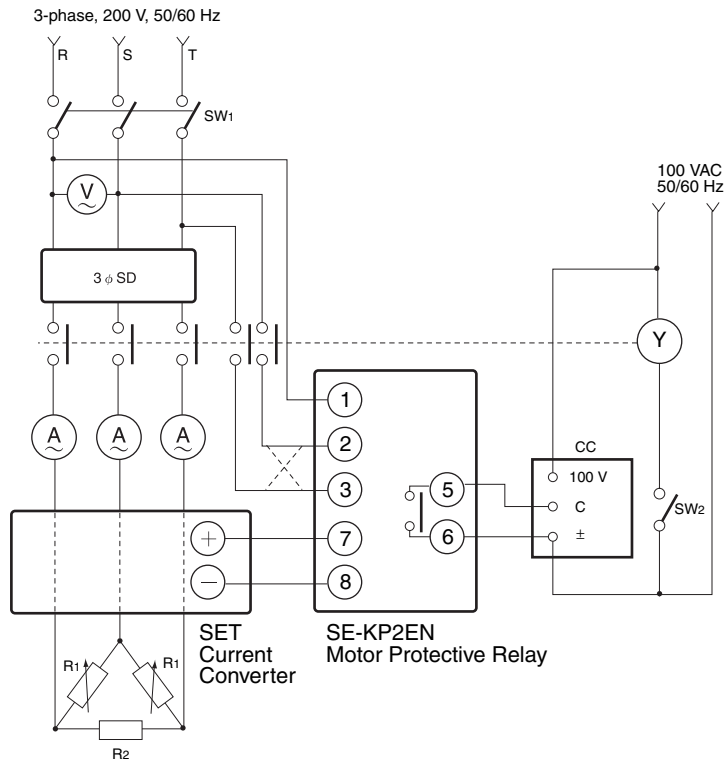 3-phase, 200 V, 50/60 Hz
R S T
SW1
100 VAC
50/60 Hz
V
3 φ SD
Y
1
A A A
2
CC
3
5
100 V
C
SW2
+
7
6
±
−
8
SET
Current
Converter
SE-KP2EN
Motor Protective Relay
R1 R1
R2